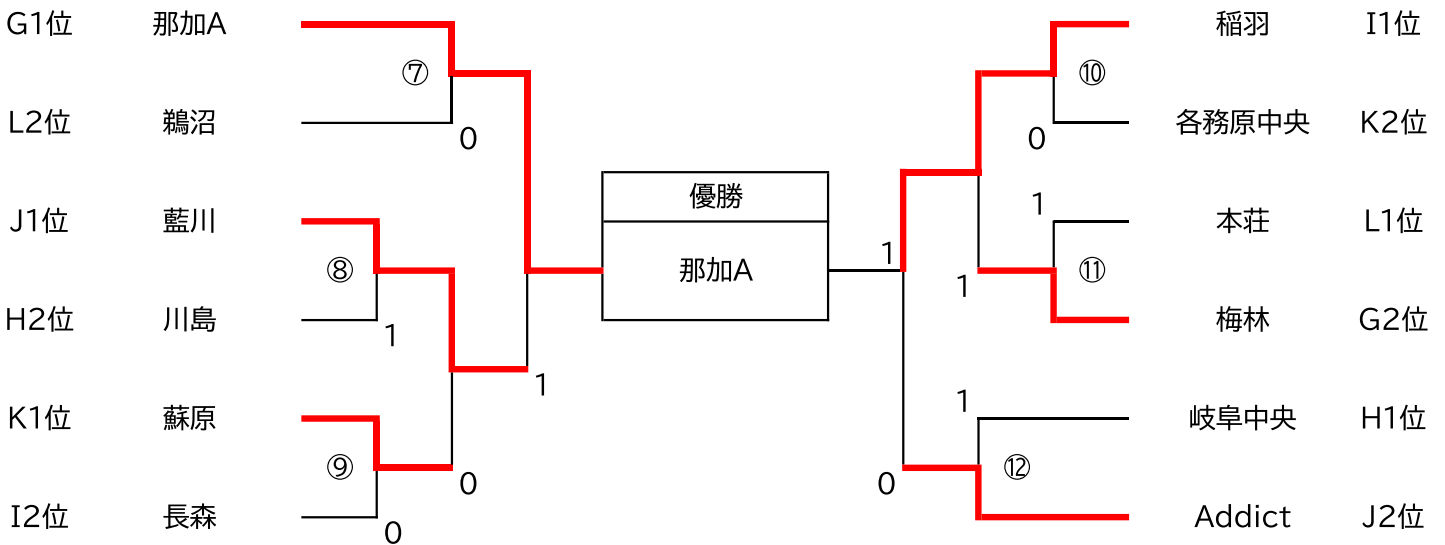 G1位 那加A
⑦
L2位 鵜沼
0
J1位 藍川
⑧
H2位 川島
1
1
K1位 蘇原
⑨
0
I2位 長森
0
優勝
那加A
1
稲羽 I1位
⑩
各務原中央 K2位
0
1
本荘 L1位
⑪
1
梅林 G2位
1
岐阜中央 H1位
⑫
0
Addict J2位